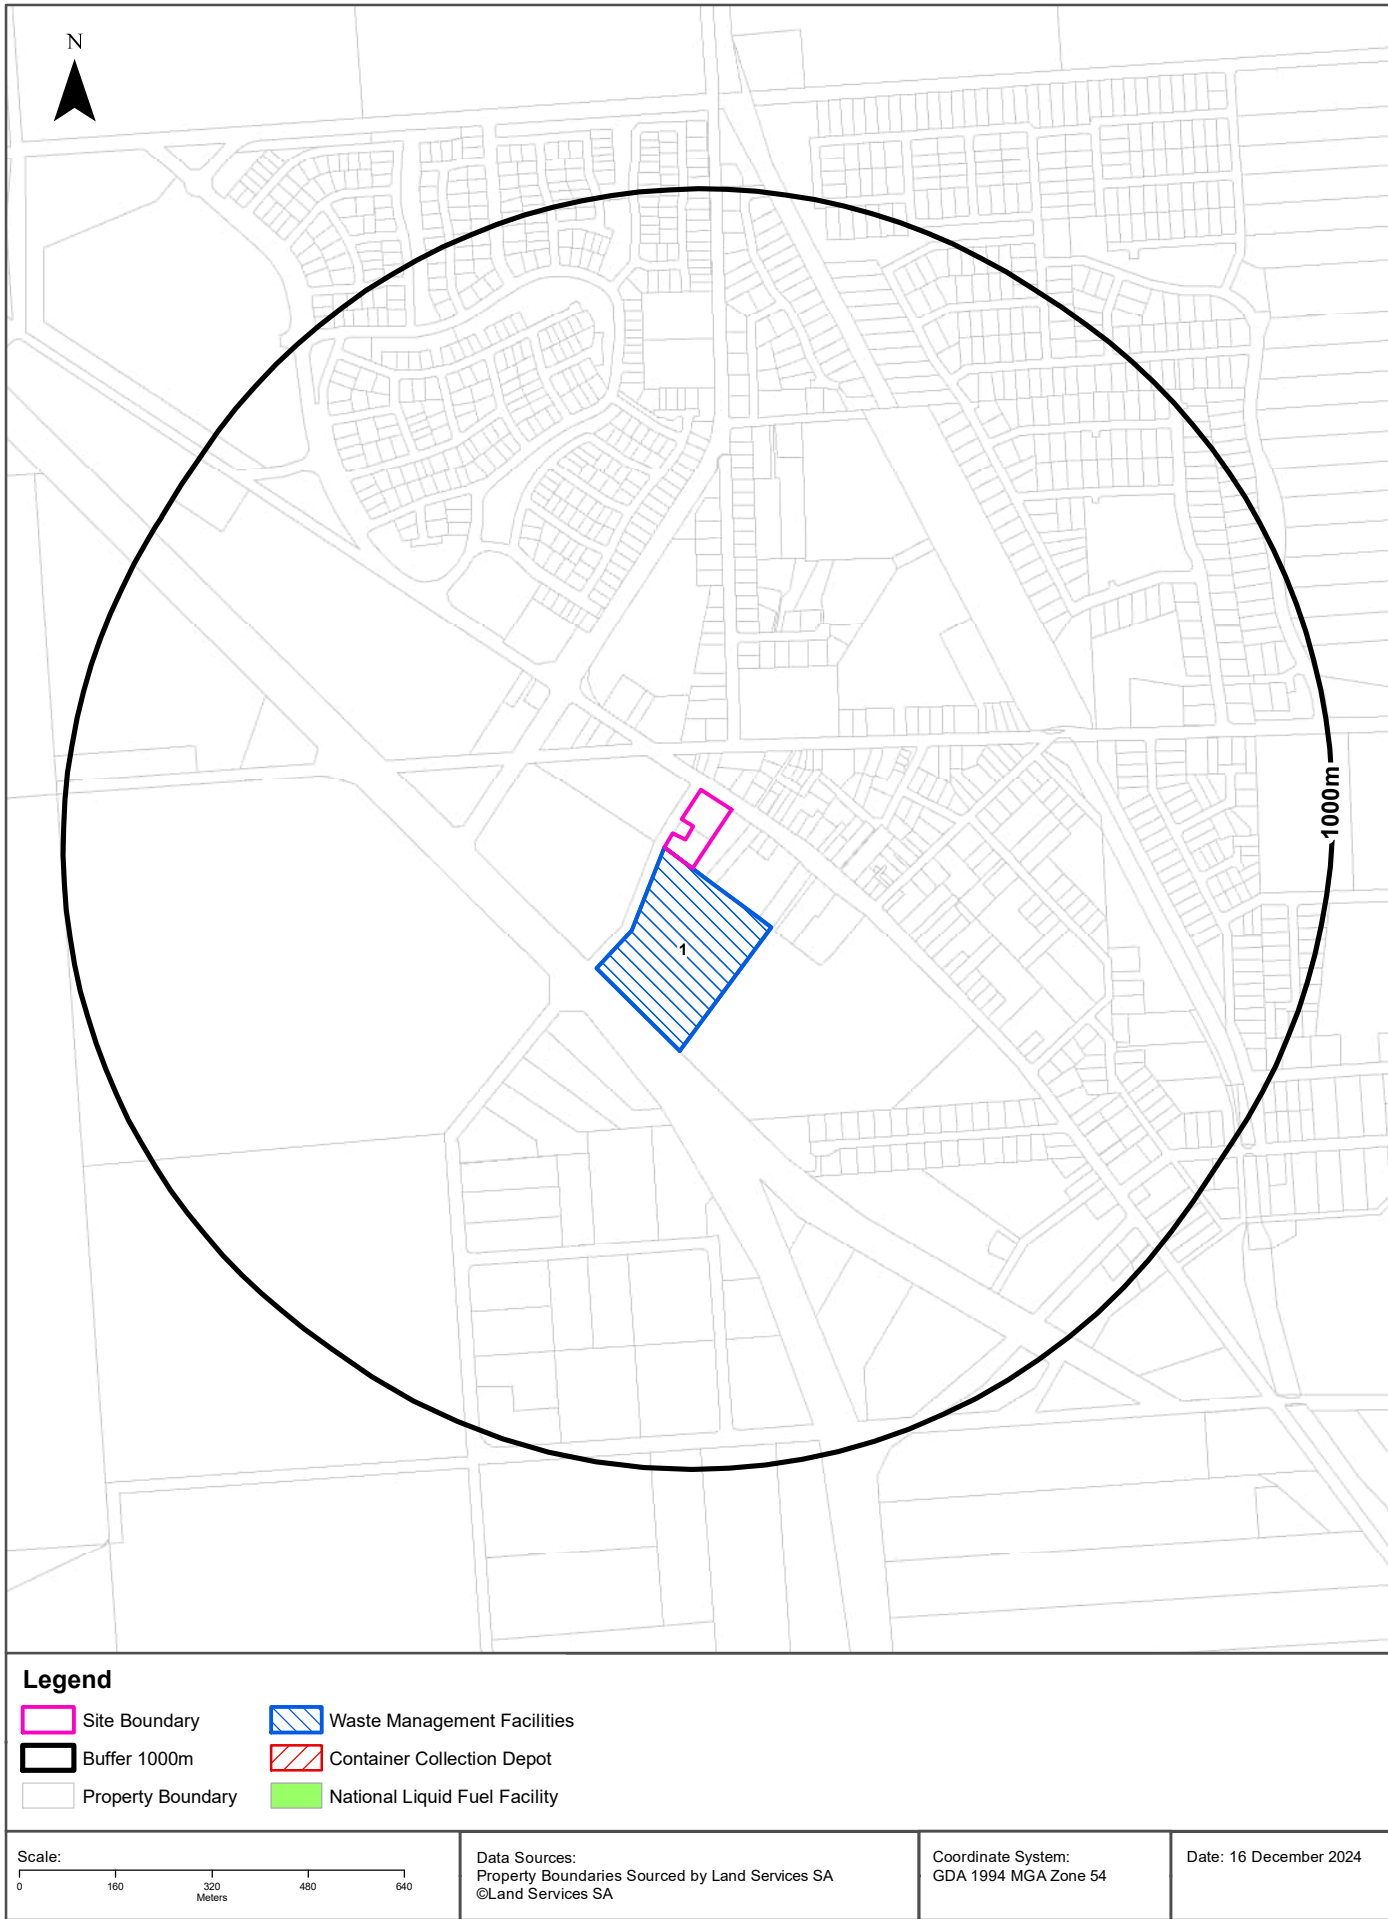 N
1000m
1
Legend
Site Boundary
Buffer 1000m
Property Boundary
Waste Management Facilities
Container Collection Depot
National Liquid Fuel Facility
Scale:
0 160 320 480 640
Meters
Data Sources:
Property Boundaries Sourced by Land Services SA
©Land Services SA
Coordinate System:
GDA 1994 MGA Zone 54
Date: 16 December 2024